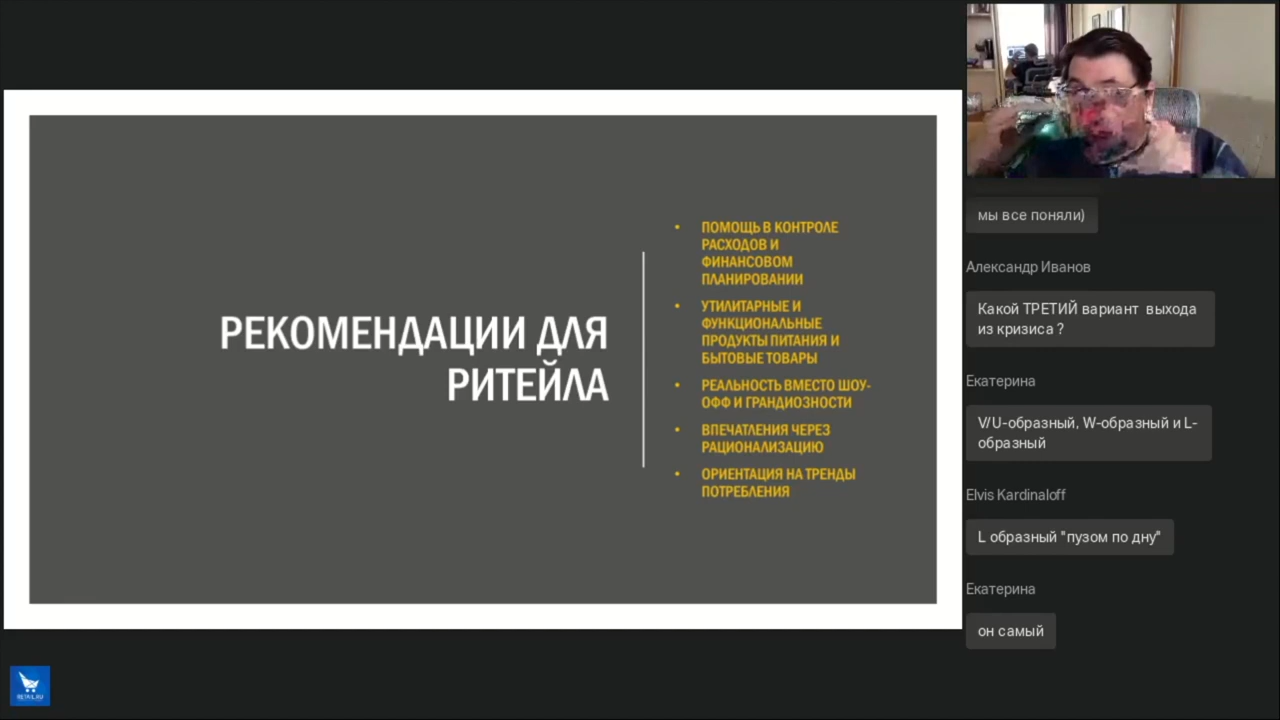 РЕКОМЕНДАЦИИ ДЛЯ
РИТЕЙЛА
• ПОМОЩЬ В КОНТРОЛЕ
РАСХОДОВ И
ФИНАНСОВОМ
ПЛАНИРОВАНИИ
• УТИЛИТАРНЫЕ И
ФУНКЦИОНАЛЬНЫЕ
ПРОДУКТЫ ПИТАНИЯ И
БЫТОВЫЕ ТОВАРЫ
• РЕАЛЬНОСТЬ ВМЕСТО ШОУ-
ОФФ И ГРАНДИОЗНОСТИ
• ВПЕЧАТЛЕНИЯ ЧЕРЕЗ
РАЦИОНАЛИЗАЦИЮ
• ОРИЕНТАЦИЯ НА ТРЕНДЫ
ПОТРЕБЛЕНИЯ
мы все поняли)
Александр Иванов
Какой ТРЕТИЙ вариант выхода
из кризиса ?
Екатерина
V/U-образный, W-образный и L-
образный
Elvis Kardinaloff
L образный "пузом по дну"
Екатерина
он самый
RETAIL.RU